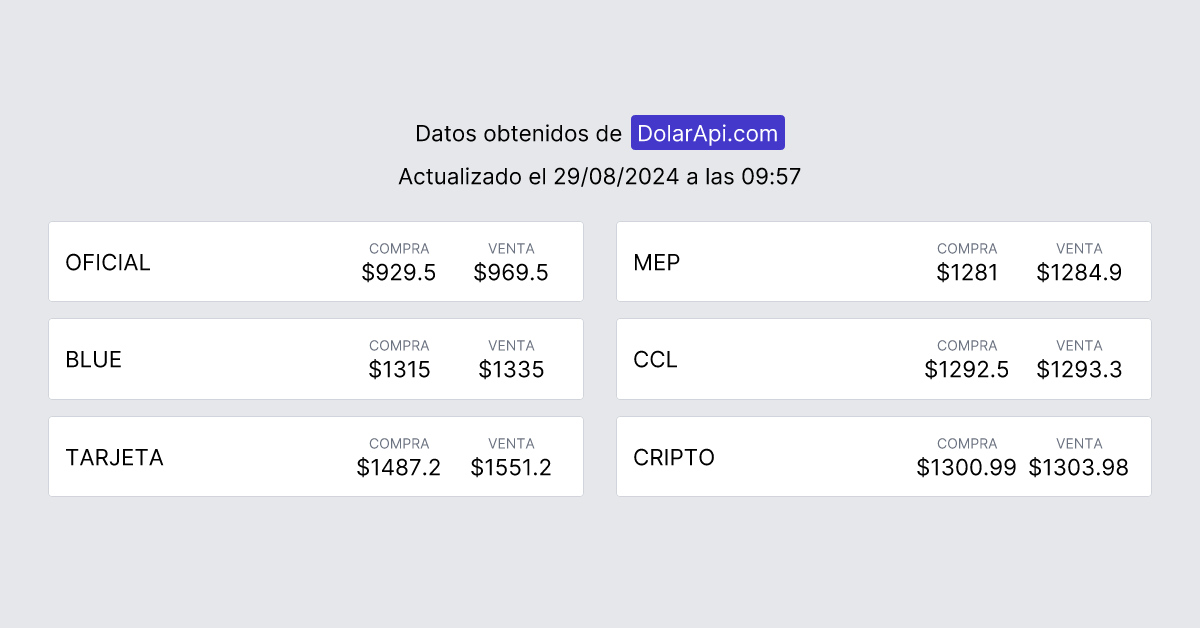 Datos obtenidos de DolarApi.com
Actualizado el 29/08/2024 a las 09:57
OFICIAL
COMPRA VENTA
$929.5 $969.5
MEP
COMPRA VENTA
$1281 $1284.9
BLUE
COMPRA VENTA
$1315 $1335
CCL
COMPRA VENTA
$1292.5 $1293.3
TARJETA
COMPRA VENTA
$1487.2 $1551.2
CRIPTO
COMPRA VENTA
$1300.99 $1303.98